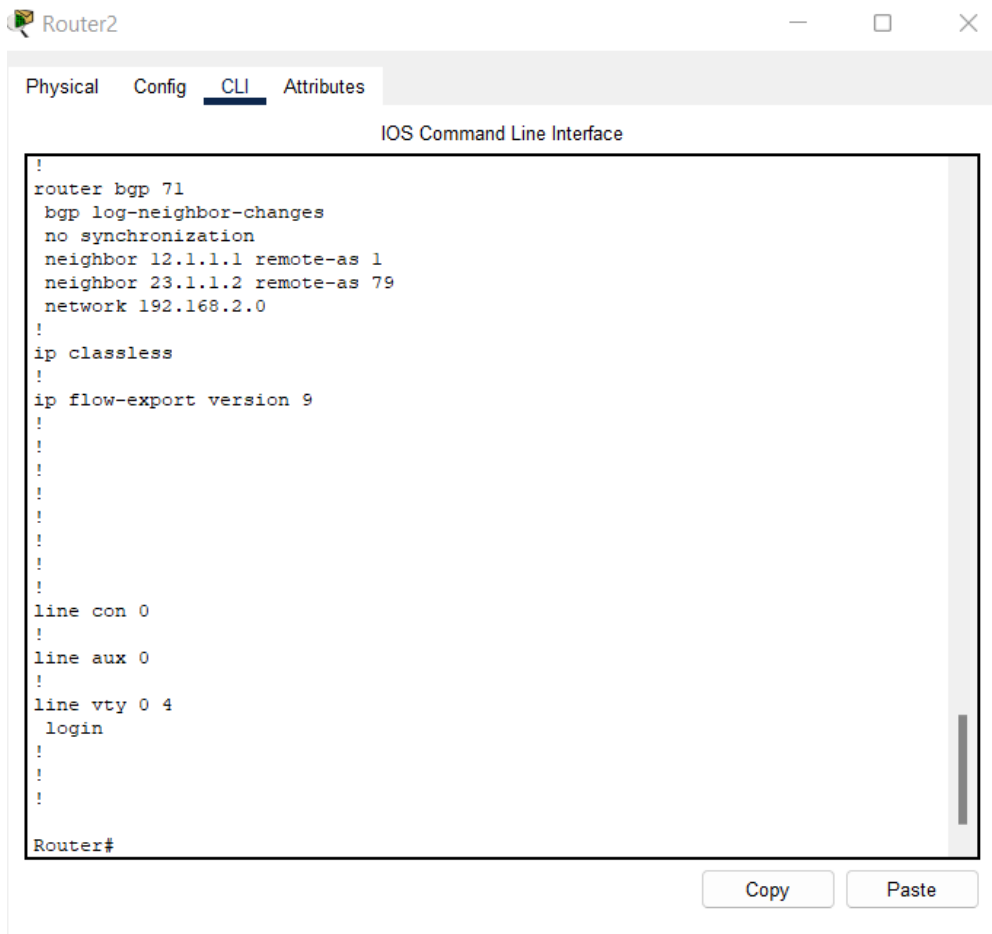 Router2
Physical Config CLI Attributes
IOS Command Line Interface
!
router bgp 71
 bgp log-neighbor-changes
 no synchronization
 neighbor 12.1.1.1 remote-as 1
 neighbor 23.1.1.2 remote-as 79
 network 192.168.2.0
!
ip classless
!
ip flow-export version 9
!
!
!
!
!
!
!
!
line con 0
!
line aux 0
!
line vty 0 4
 login
!
!
!
Router#
Copy Paste